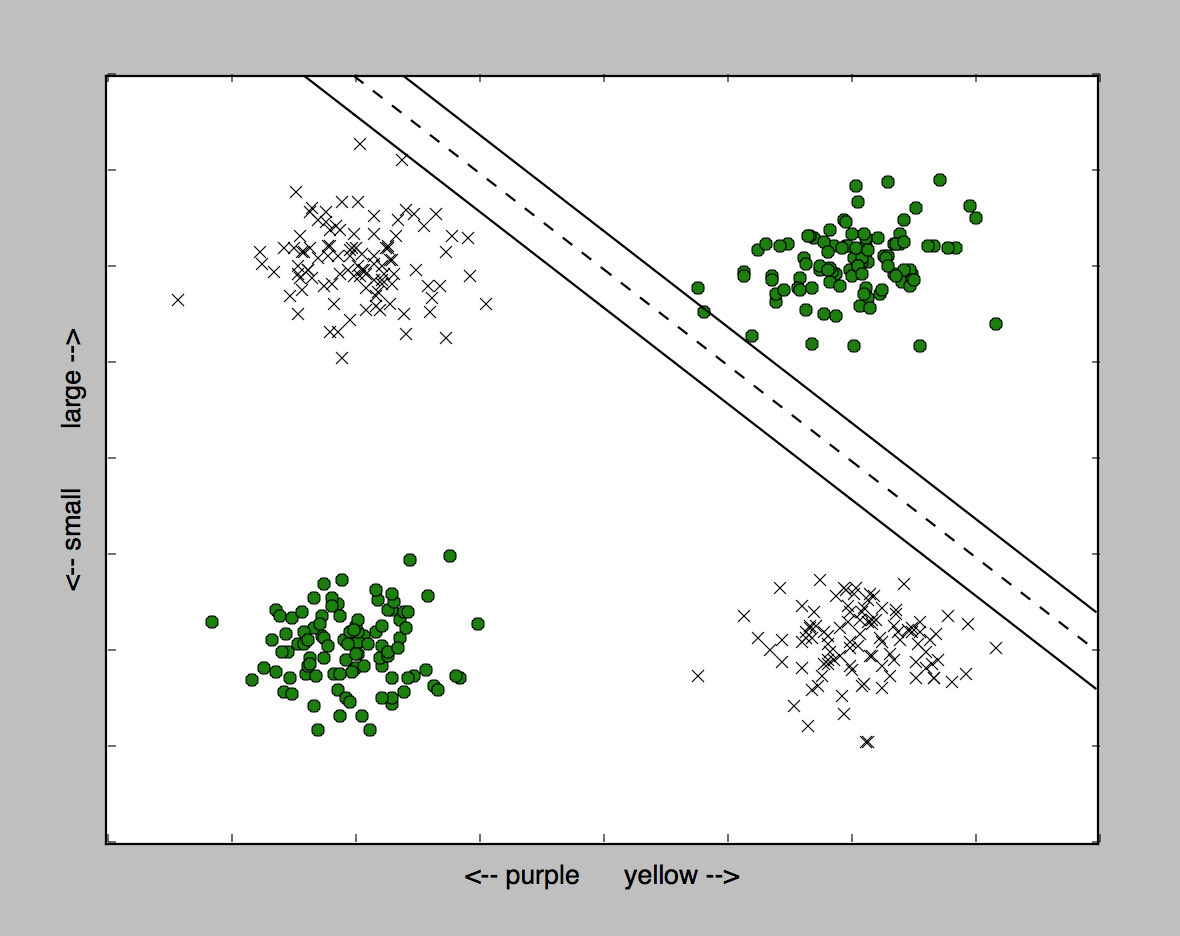 <-- small      large -->
<-- purple      yellow -->